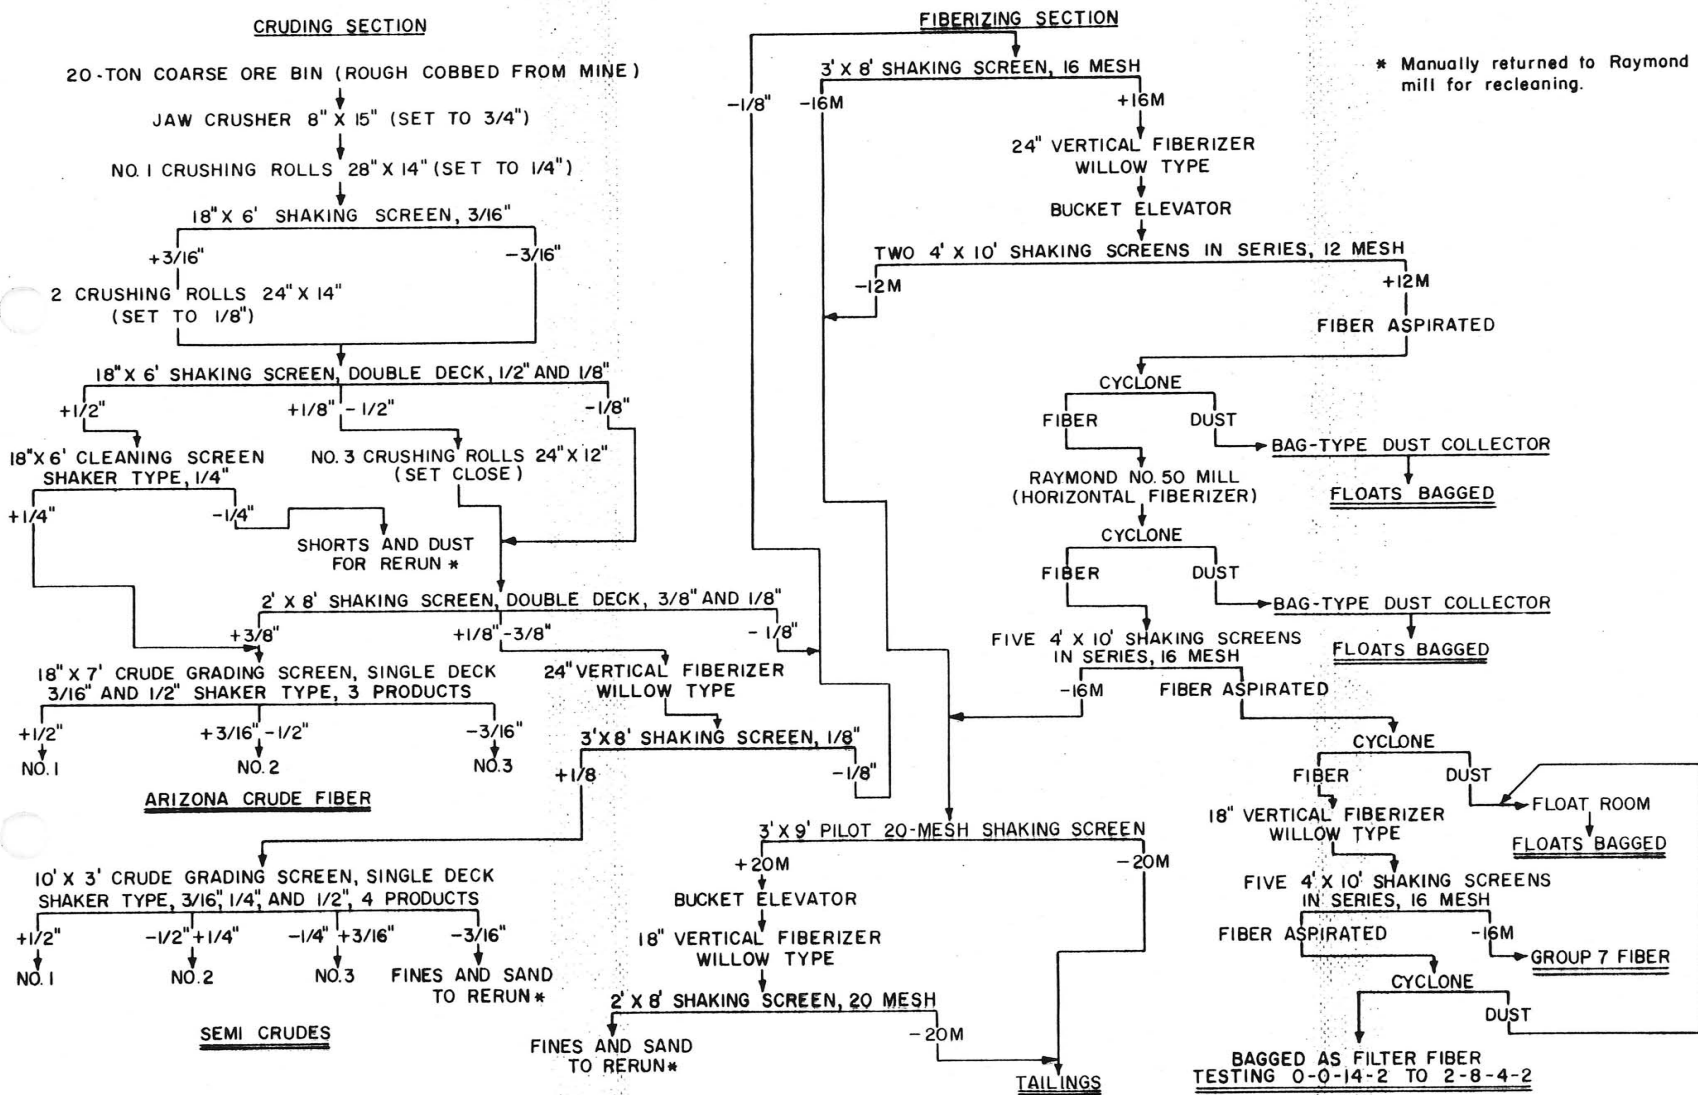 CRUDING SECTION
20-TON COARSE ORE BIN (ROUGH COBBED FROM MINE)
JAW CRUSHER 8" X 15" (SET TO 3/4")
NO. 1 CRUSHING ROLLS 28" X 14" (SET TO 1/4")
18" X 6' SHAKING SCREEN, 3/16"
+3/16"
-3/16"
2 CRUSHING ROLLS 24" X 14"
(SET TO 1/8")
18" X 6' SHAKING SCREEN, DOUBLE DECK, 1/2" AND 1/8"
+1/2"
+1/8" -1/2"
-1/8"
18" X 6' CLEANING SCREEN
SHAKER TYPE, 1/4"
NO. 3 CRUSHING ROLLS 24" X 12"
(SET CLOSE)
+1/4"
-1/4"
SHORTS AND DUST
FOR RERUN *
2' X 8' SHAKING SCREEN, DOUBLE DECK, 3/8" AND 1/8"
+3/8"
+1/8" -3/8"
-1/8"
18" X 7' CRUDE GRADING SCREEN, SINGLE DECK
3/16" AND 1/2" SHAKER TYPE, 3 PRODUCTS
24" VERTICAL FIBERIZER
WILLOW TYPE
+1/2"
+3/16" -1/2"
-3/16"
NO. 1
NO. 2
NO. 3
ARIZONA CRUDE FIBER
3' X 8' SHAKING SCREEN, 1/8"
+1/8
-1/8"
10' X 3' CRUDE GRADING SCREEN, SINGLE DECK
SHAKER TYPE, 3/16", 1/4", AND 1/2", 4 PRODUCTS
+1/2"
-1/2" +1/4"
-1/4" +3/16"
-3/16"
NO. 1
NO. 2
NO. 3
FINES AND SAND
TO RERUN *
SEMI CRUDES
FIBERIZING SECTION
3' X 8' SHAKING SCREEN, 16 MESH
-1/8"
-16M
+16M
24" VERTICAL FIBERIZER
WILLOW TYPE
BUCKET ELEVATOR
TWO 4' X 10' SHAKING SCREENS IN SERIES, 12 MESH
-12M
+12M
FIBER ASPIRATED
CYCLONE
FIBER
DUST
BAG-TYPE DUST COLLECTOR
FLOATS BAGGED
RAYMOND NO. 50 MILL
(HORIZONTAL FIBERIZER)
CYCLONE
FIBER
DUST
BAG-TYPE DUST COLLECTOR
FLOATS BAGGED
FIVE 4' X 10' SHAKING SCREENS
IN SERIES, 16 MESH
-16M
FIBER ASPIRATED
CYCLONE
FIBER
DUST
FLOAT ROOM
FLOATS BAGGED
18" VERTICAL FIBERIZER
WILLOW TYPE
FIVE 4' X 10' SHAKING SCREENS
IN SERIES, 16 MESH
FIBER ASPIRATED
-16M
GROUP 7 FIBER
CYCLONE
DUST
BAGGED AS FILTER FIBER
TESTING 0-0-14-2 TO 2-8-4-2
3' X 9' PILOT 20-MESH SHAKING SCREEN
+20M
-20M
BUCKET ELEVATOR
18" VERTICAL FIBERIZER
WILLOW TYPE
2' X 8' SHAKING SCREEN, 20 MESH
-20M
FINES AND SAND
TO RERUN *
TAILINGS
* Manually returned to Raymond
mill for recleaning.